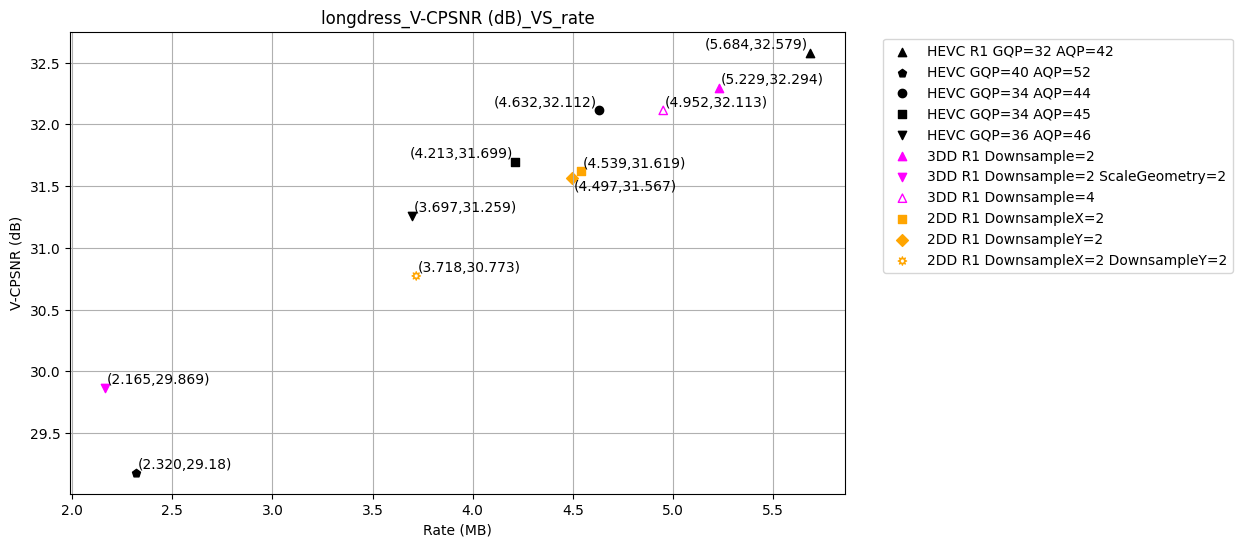 longdress_V-CPSNR (dB)_VS_rate
(5.684,32.579)
(5.229,32.294)
(4.632,32.112)
(4.952,32.113)
(4.213,31.699)
(4.539,31.619)
(4.497,31.567)
(3.697,31.259)
(3.718,30.773)
(2.165,29.869)
(2.320,29.18)
32.5
32.0
31.5
31.0
30.5
30.0
29.5
V-CPSNR (dB)
2.0 2.5 3.0 3.5 4.0 4.5 5.0 5.5
Rate (MB)
HEVC R1 GQP=32 AQP=42
HEVC GQP=40 AQP=52
HEVC GQP=34 AQP=44
HEVC GQP=34 AQP=45
HEVC GQP=36 AQP=46
3DD R1 Downsample=2
3DD R1 Downsample=2 ScaleGeometry=2
3DD R1 Downsample=4
2DD R1 DownsampleX=2
2DD R1 DownsampleY=2
2DD R1 DownsampleX=2 DownsampleY=2